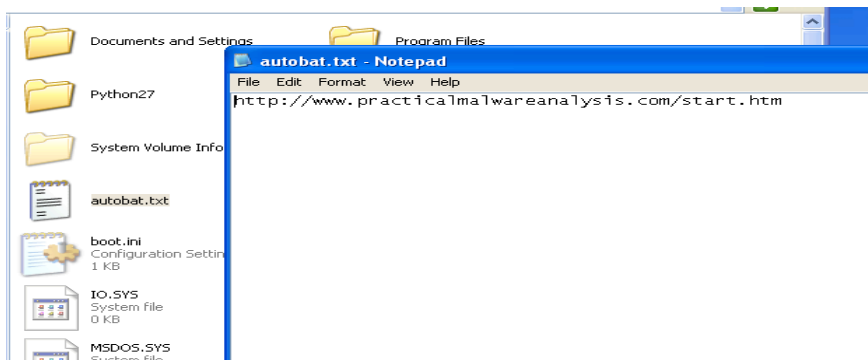 Documents and Settings
Program Files
autobat.txt - Notepad
File Edit Format View Help
http://www.practicalmalwareanalysis.com/start.htm
Python27
System Volume Info
autobat.txt
boot.ini
Configuration Settin
1 KB
IO.SYS
System file
0 KB
MSDOS.SYS
System file